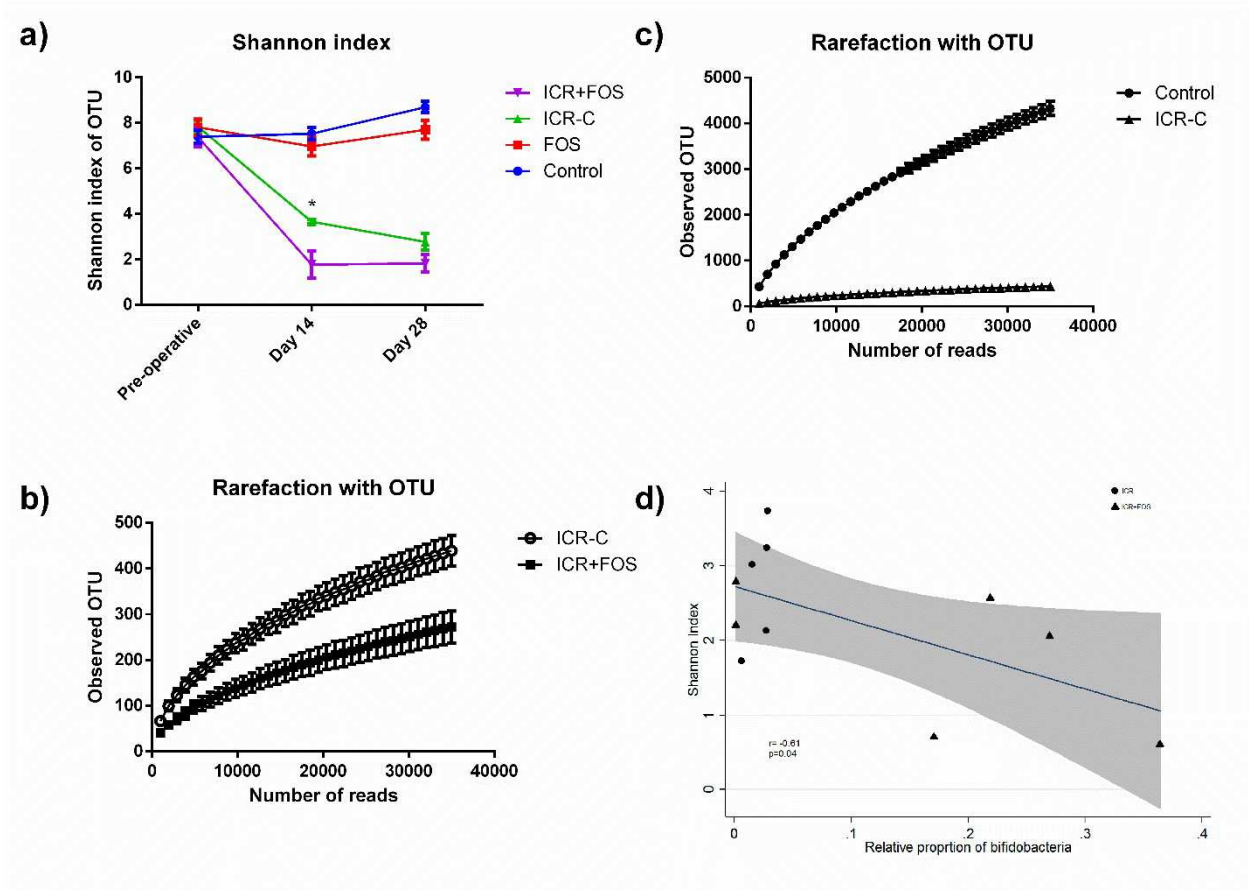 a)
Shannon index
Shannon index of OTU
10
8
6
4
2
0
*
Pre-operative
Day 14
Day 28
ICR+FOS
ICR-C
FOS
Control
c)
Rarefaction with OTU
Observed OTU
5000
4000
3000
2000
1000
0
10000
20000
30000
40000
Number of reads
Control
ICR-C
b)
Rarefaction with OTU
Observed OTU
500
400
300
200
100
0
0
10000
20000
30000
40000
Number of reads
ICR-C
ICR+FOS
d)
Shannon Index
4
3
2
1
0
r= -0.61
p=0.04
0
.1
.2
.3
.4
Relative proprtion of bifidobacteria
ICR
ICR+FOS